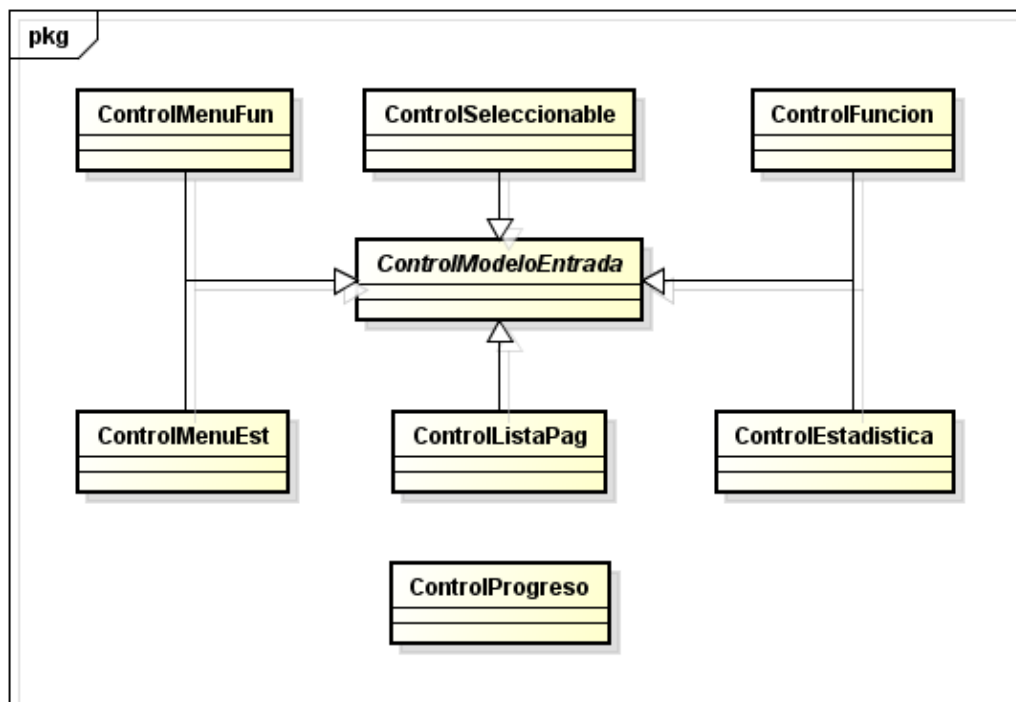 pkg
ControlMenuFun
ControlSeleccionable
ControlFuncion
ControlModeloEntrada
ControlMenuEst
ControlListaPag
ControlEstadistica
ControlProgreso